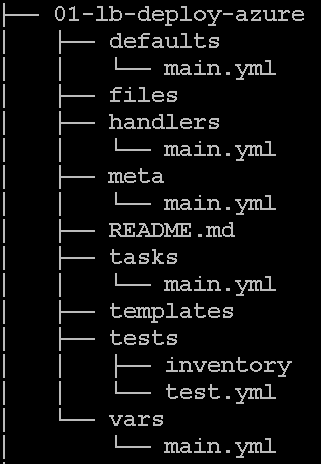 ├── 01-lb-deploy-azure
│   ├── defaults
│   │   └── main.yml
│   ├── files
│   ├── handlers
│   │   └── main.yml
│   ├── meta
│   │   └── main.yml
│   ├── README.md
│   ├── tasks
│   │   └── main.yml
│   ├── templates
│   ├── tests
│   │   ├── inventory
│   │   └── test.yml
│   └── vars
│       └── main.yml